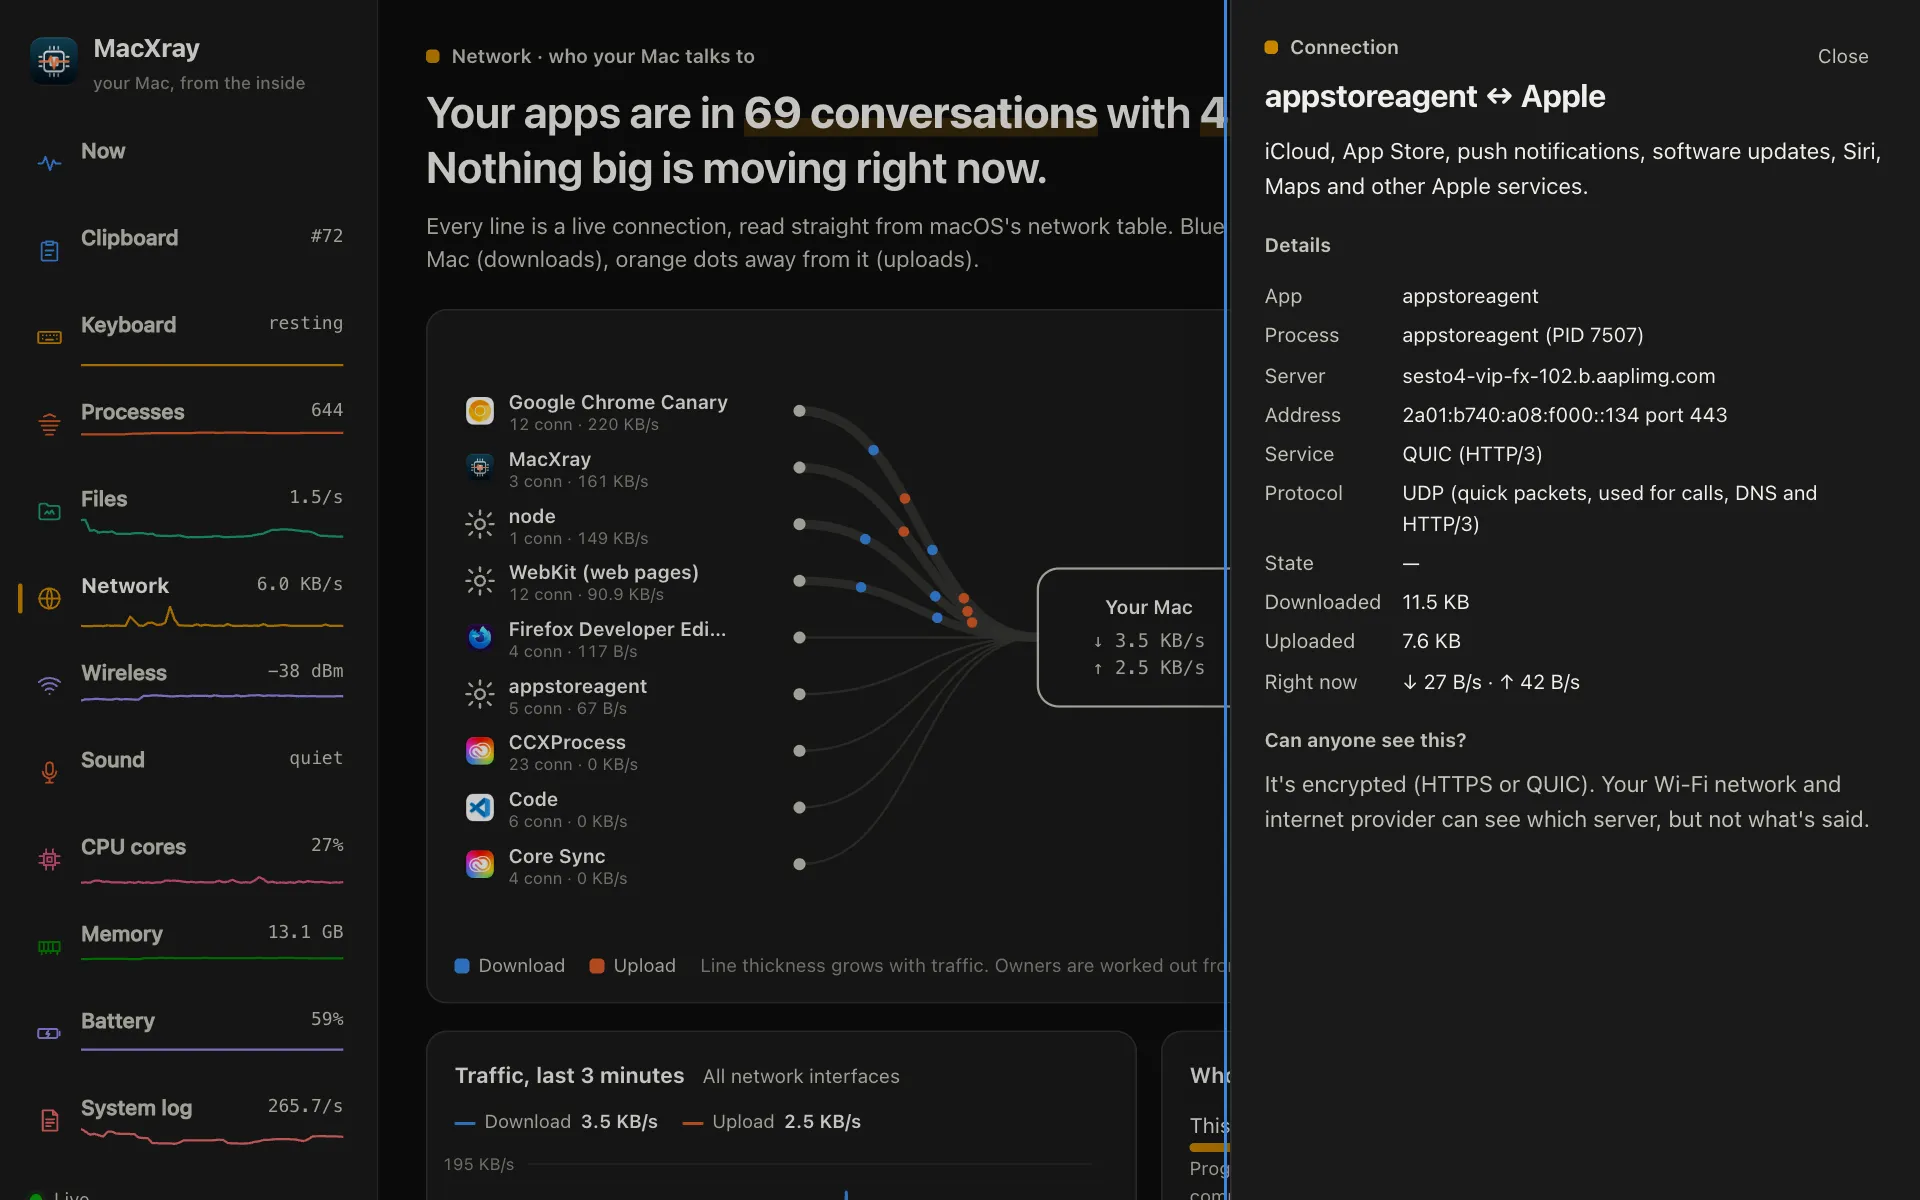 MacXray
your Mac, from the inside
Now
Clipboard #72
Keyboard resting
Processes 644
Files 1.5/s
Network 6.0 KB/s
Wireless −38 dBm
Sound quiet
CPU cores 27%
Memory 13.1 GB
Battery 59%
System log 265.7/s
Live
Network · who your Mac talks to
Your apps are in 69 conversations with 4
Nothing big is moving right now.
Every line is a live connection, read straight from macOS's network table. Blue
Mac (downloads), orange dots away from it (uploads).
Google Chrome Canary
12 conn · 220 KB/s
MacXray
3 conn · 161 KB/s
node
1 conn · 149 KB/s
WebKit (web pages)
12 conn · 90.9 KB/s
Firefox Developer Edi…
4 conn · 117 B/s
appstoreagent
5 conn · 67 B/s
CCXProcess
23 conn · 0 KB/s
Code
6 conn · 0 KB/s
Core Sync
4 conn · 0 KB/s
Your Mac
↓ 3.5 KB/s
↑ 2.5 KB/s
Download Upload Line thickness grows with traffic. Owners are worked out
Traffic, last 3 minutes All network interfaces
Download 3.5 KB/s Upload 2.5 KB/s
195 KB/s
This
Connection
Close
appstoreagent ↔ Apple
iCloud, App Store, push notifications, software updates, Siri,
Maps and other Apple services.
Details
App appstoreagent
Process appstoreagent (PID 7507)
Server sesto4-vip-fx-102.b.aaplimg.com
Address 2a01:b740:a08:f000::134 port 443
Service QUIC (HTTP/3)
Protocol UDP (quick packets, used for calls, DNS and
HTTP/3)
State —
Downloaded 11.5 KB
Uploaded 7.6 KB
Right now ↓ 27 B/s · ↑ 42 B/s
Can anyone see this?
It's encrypted (HTTPS or QUIC). Your Wi-Fi network and
internet provider can see which server, but not what's said.